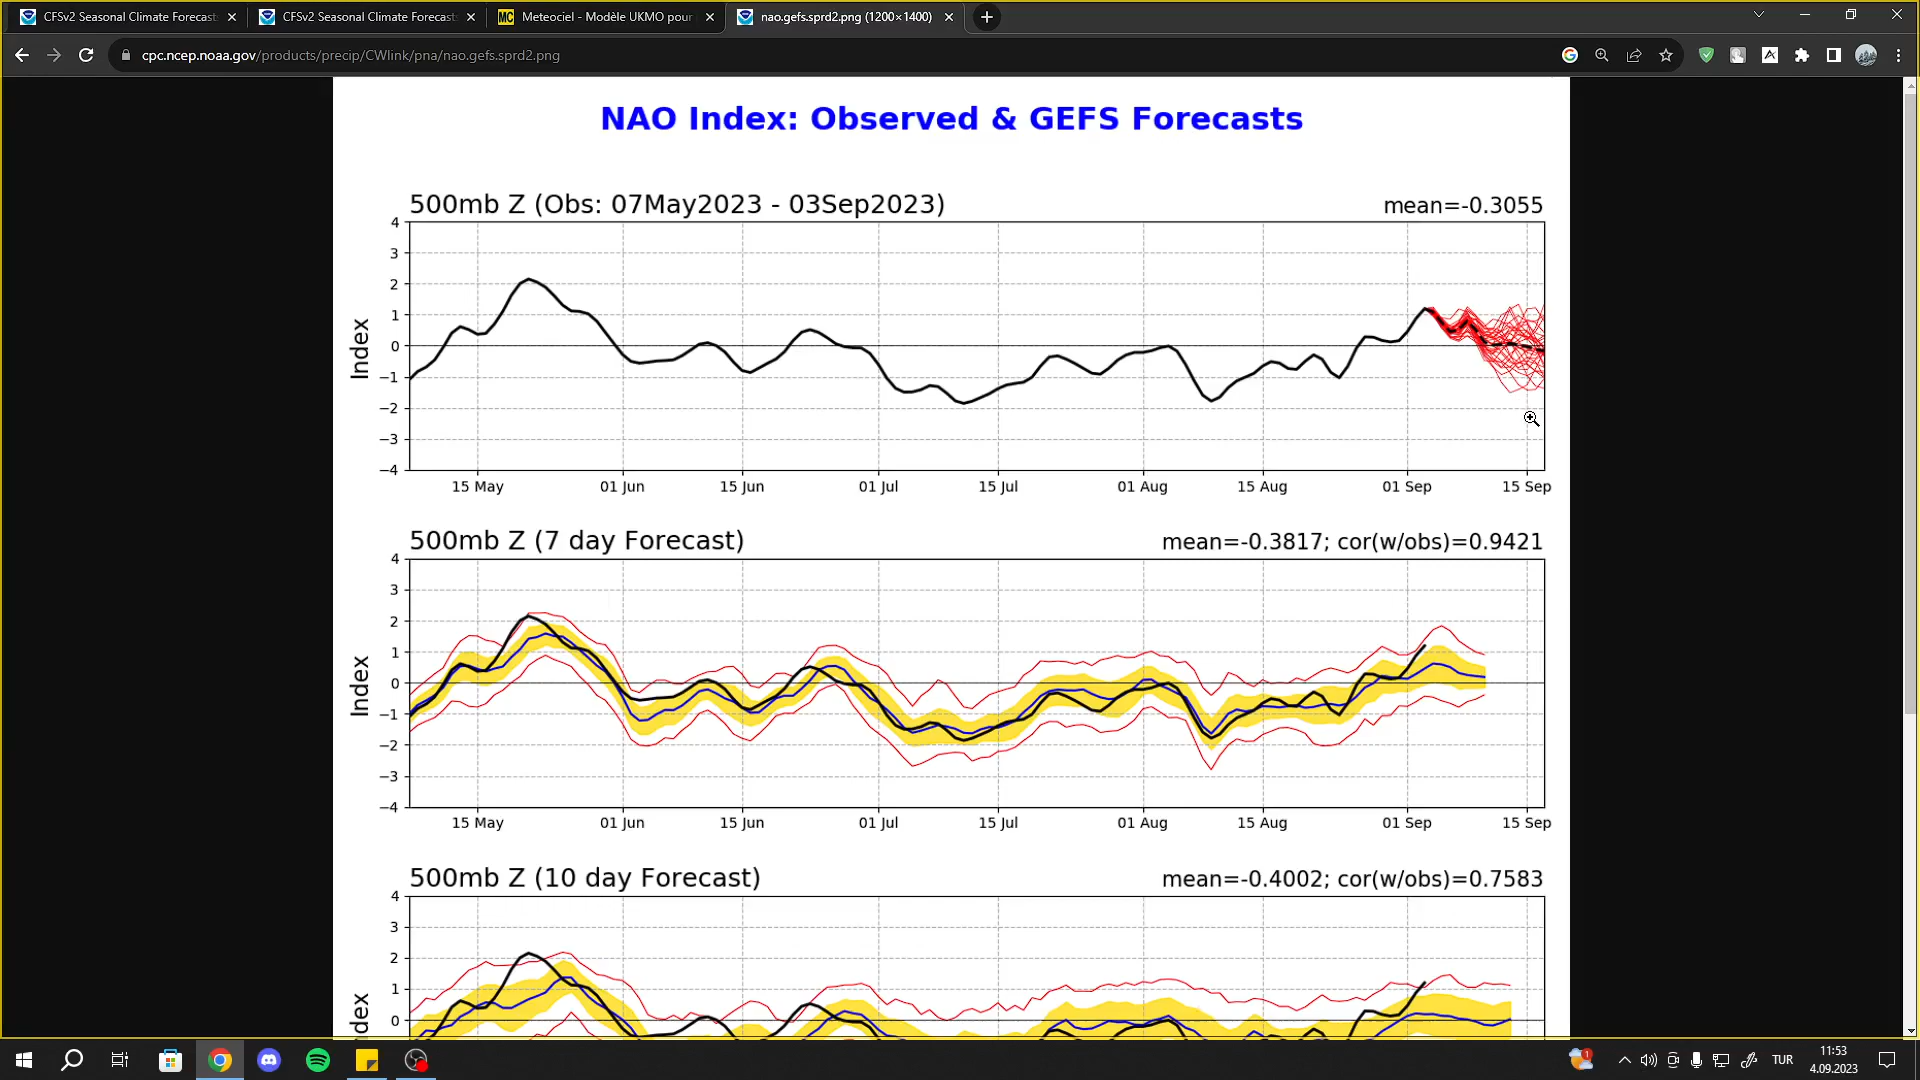 CFSv2 Seasonal Climate Forecasts
CFSv2 Seasonal Climate Forecasts
MC Meteociel - Modèle UKMO pour
nao.gefs.sprd2.png (1200×1400)
cpc.ncep.noaa.gov/products/precip/CWlink/pna/nao.gefs.sprd2.png
NAO Index: Observed & GEFS Forecasts
500mb Z (Obs: 07May2023 - 03Sep2023)
mean=-0.3055
4
3
2
1
0
−1
−2
−3
−4
Index
15 May 01 Jun 15 Jun 01 Jul 15 Jul 01 Aug 15 Aug 01 Sep 15 Sep
500mb Z (7 day Forecast)
mean=-0.3817; cor(w/obs)=0.9421
4
3
2
1
0
−1
−2
−3
−4
Index
15 May 01 Jun 15 Jun 01 Jul 15 Jul 01 Aug 15 Aug 01 Sep 15 Sep
500mb Z (10 day Forecast)
mean=-0.4002; cor(w/obs)=0.7583
4
3
2
1
0
dex
1
TUR
11:53
4.09.2023